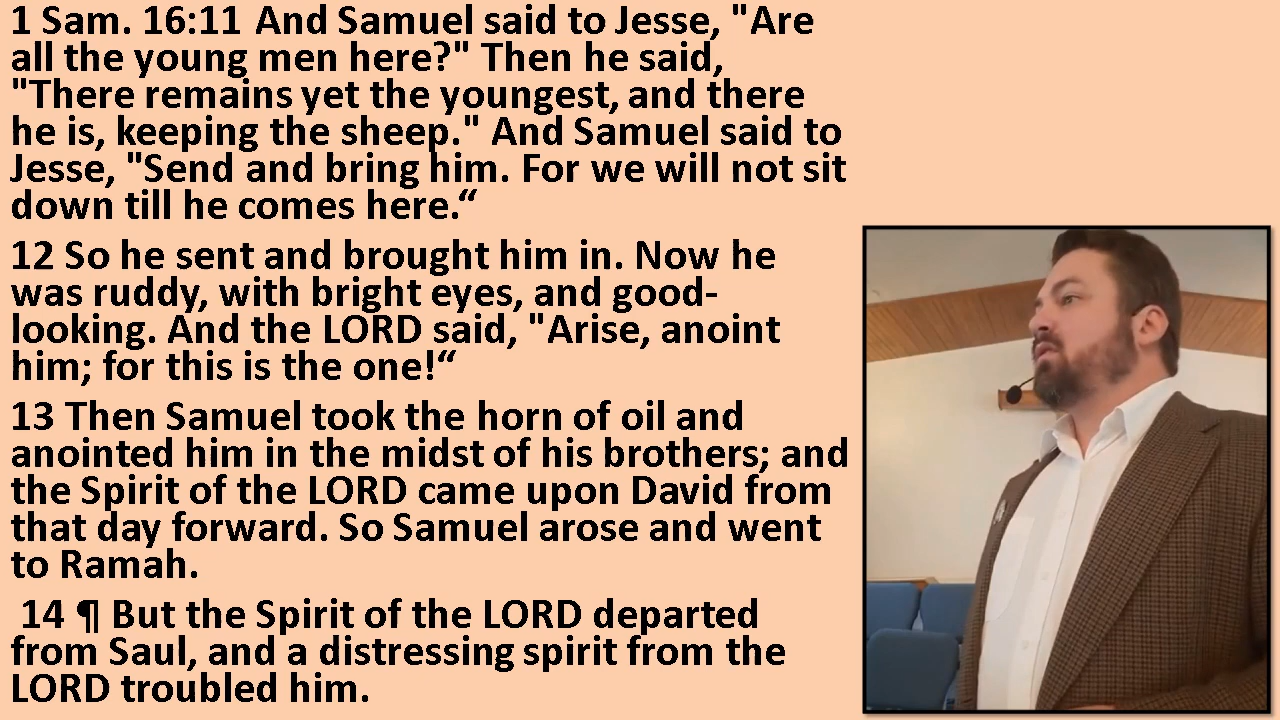 1 Sam. 16:11 And Samuel said to Jesse, "Are
all the young men here?" Then he said,
"There remains yet the youngest, and there
he is, keeping the sheep." And Samuel said to
Jesse, "Send and bring him. For we will not sit
down till he comes here.“
12 So he sent and brought him in. Now he
was ruddy, with bright eyes, and good-
looking. And the LORD said, "Arise, anoint
him; for this is the one!“
13 Then Samuel took the horn of oil and
anointed him in the midst of his brothers; and
the Spirit of the LORD came upon David from
that day forward. So Samuel arose and went
to Ramah.
14 ¶ But the Spirit of the LORD departed
from Saul, and a distressing spirit from the
LORD troubled him.